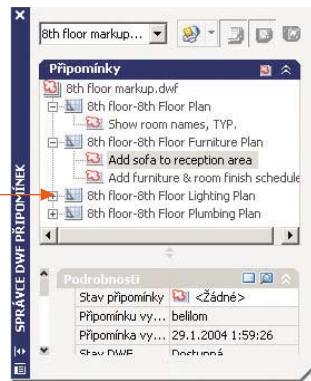 8th floor markup...
Připomínky
8th floor markup.dwf
8th floor-8th Floor Plan
Show room names, TYP.
8th floor-8th Floor Furniture Plan
Add sofa to reception area
Add furniture & room finish schedule
8th floor-8th Floor Lighting Plan
8th floor-8th Floor Plumbing Plan
SPRÁVCE DWF PŘIPOMÍNEK
Podrobnosti
Stav připomínky <Žádné>
Připomínku vy... belilom
Připomínka vy... 29.1.2004 1:59:26
Stav DWF Dostupná